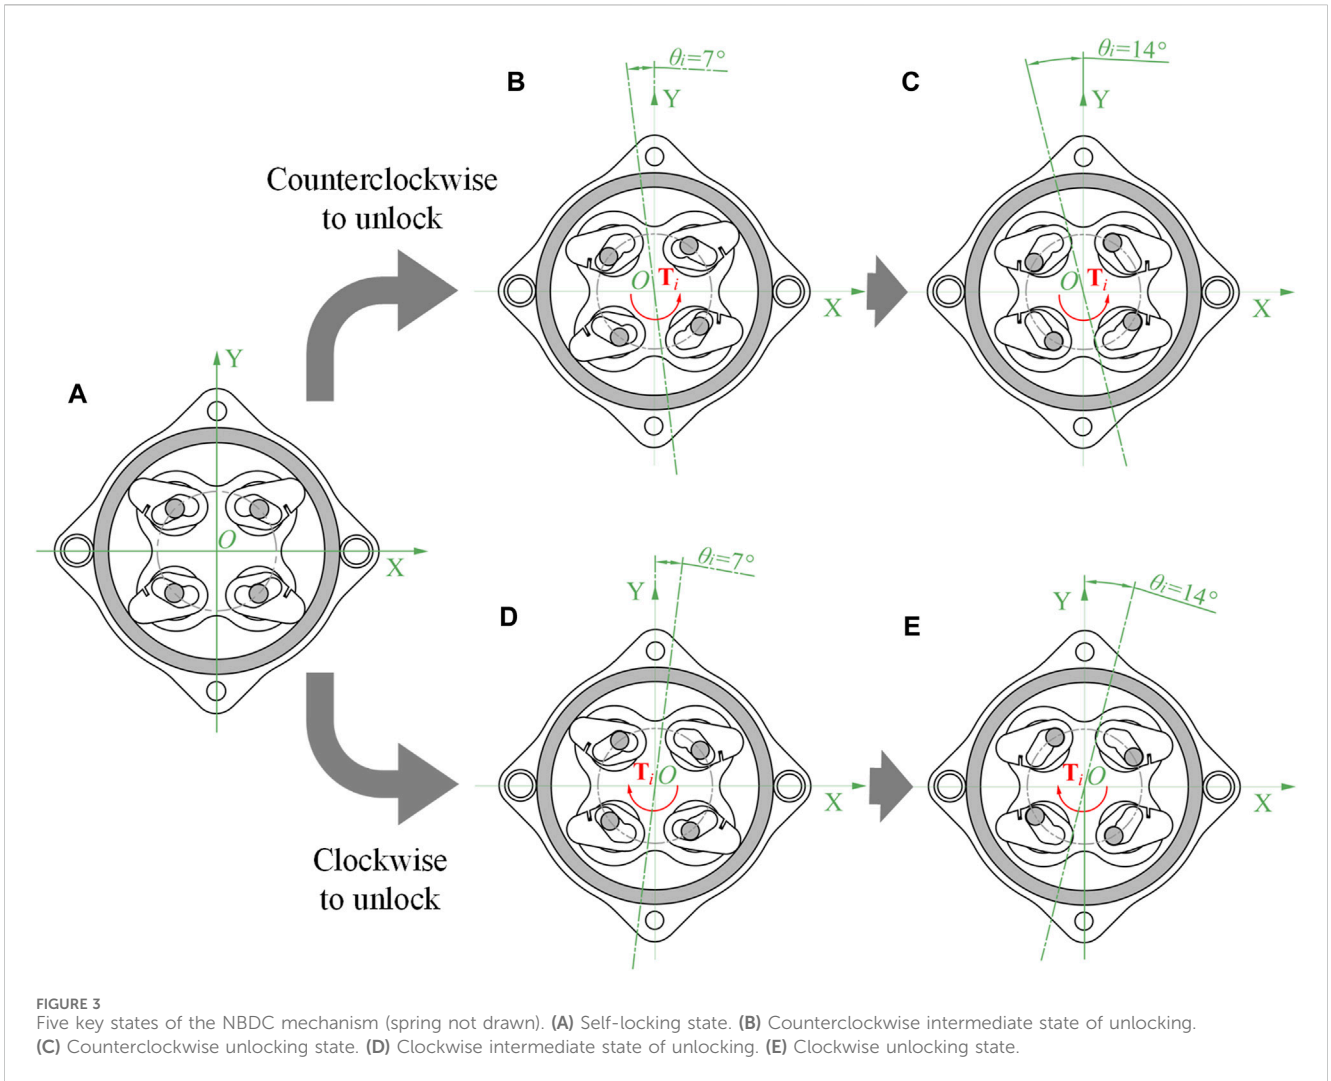 B
θi=7°
Y
C
θi=14°
Y
Counterclockwise
to unlock
O
Ti
X
O
Ti
X
A
Y
O
X
D
θi=7°
Y
E
θi=14°
Y
Ti
O
X
Ti
O
X
Clockwise
to unlock
FIGURE 3
Five key states of the NBDC mechanism (spring not drawn). (A) Self-locking state. (B) Counterclockwise intermediate state of unlocking.
(C) Counterclockwise unlocking state. (D) Clockwise intermediate state of unlocking. (E) Clockwise unlocking state.